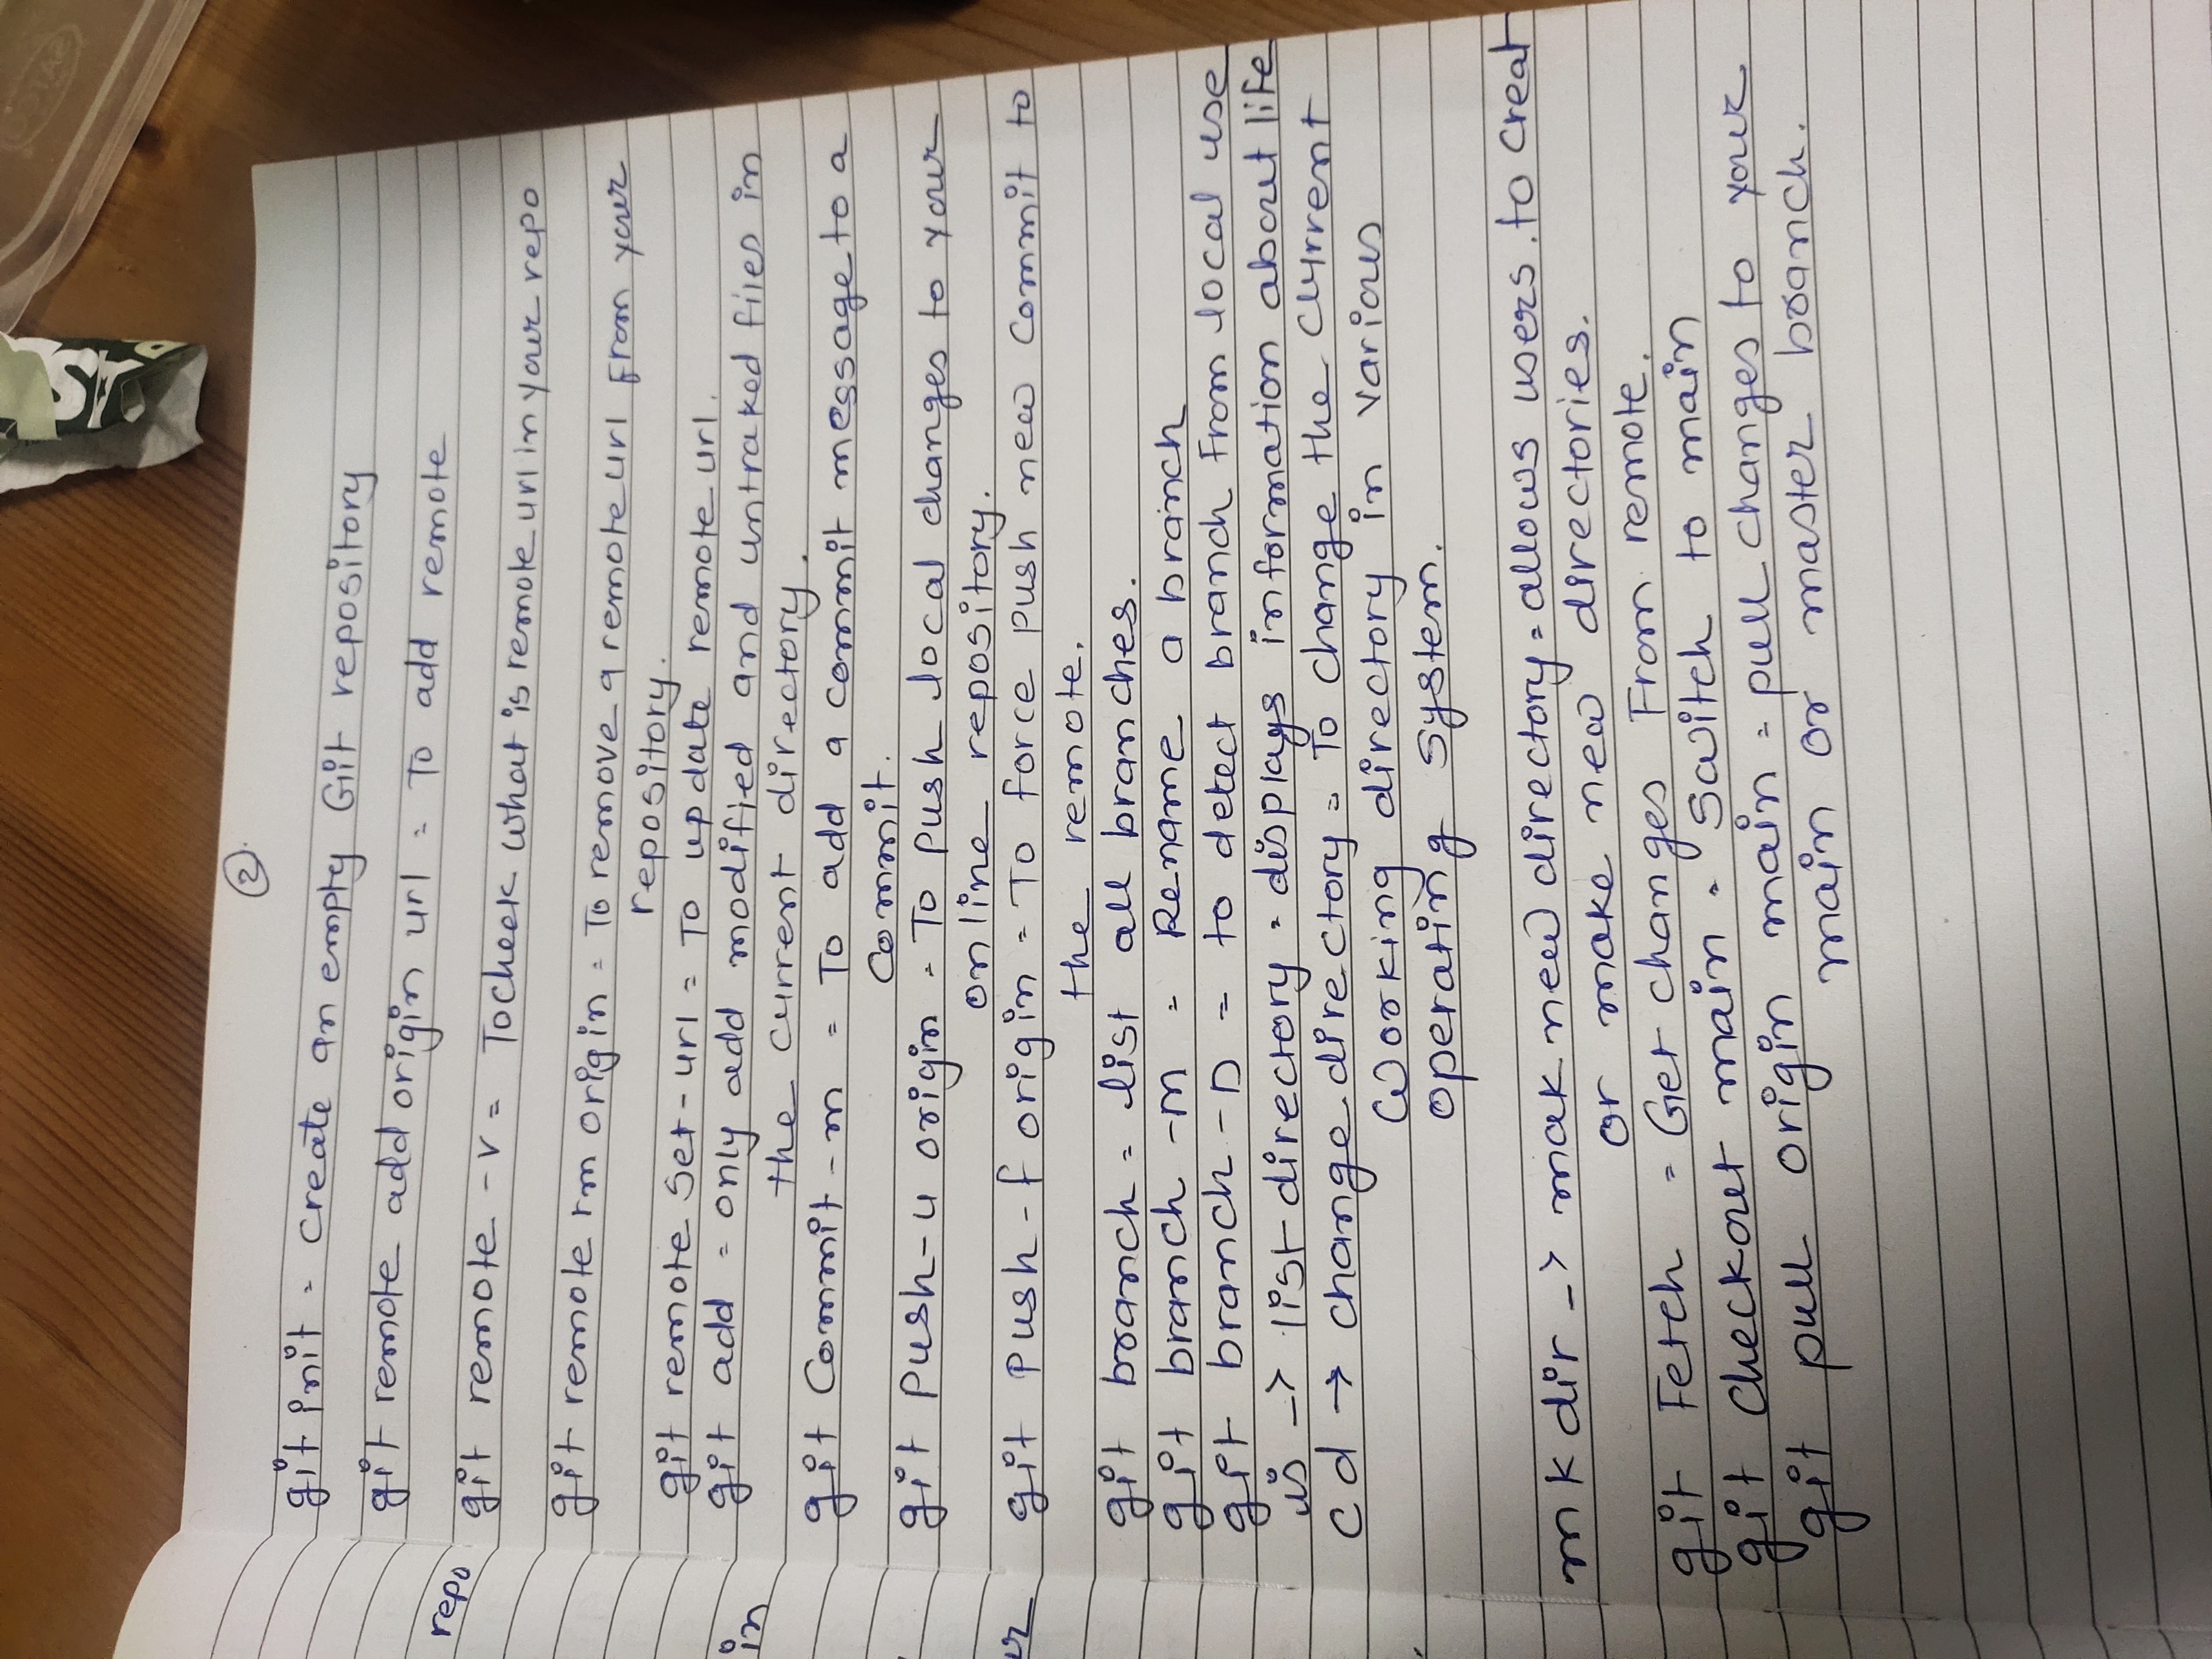 2
git init = create an empty Git repository
git remote add origin url = To add remote
repo
git remote -v = To cheek what is remote url in your repo
git remote rm origin = To remove a remote url from your
repository.
git remote set-url = To update remote url.
git add = only add modified and untraked files in
in
the current directory.
git commit -m = To add a commit message to a
commit.
git push -u origin = To push local changes to your
online repository.
git push -f origin = To force push new commit to
the remote.
git branch = list all branches.
git branch -m = Rename a branch
git branch -D = to detect branch from local use
ls -> list directory = displays information about life
cd -> change directory = To change the current
working directory in various
operating system.
mkdir -> mak new directory = allows users to creat
or make new directories.
git Fetch = Get changes From remote.
git checkout main = Switch to main
git pull origin main = pull changes to your
main or master branch.